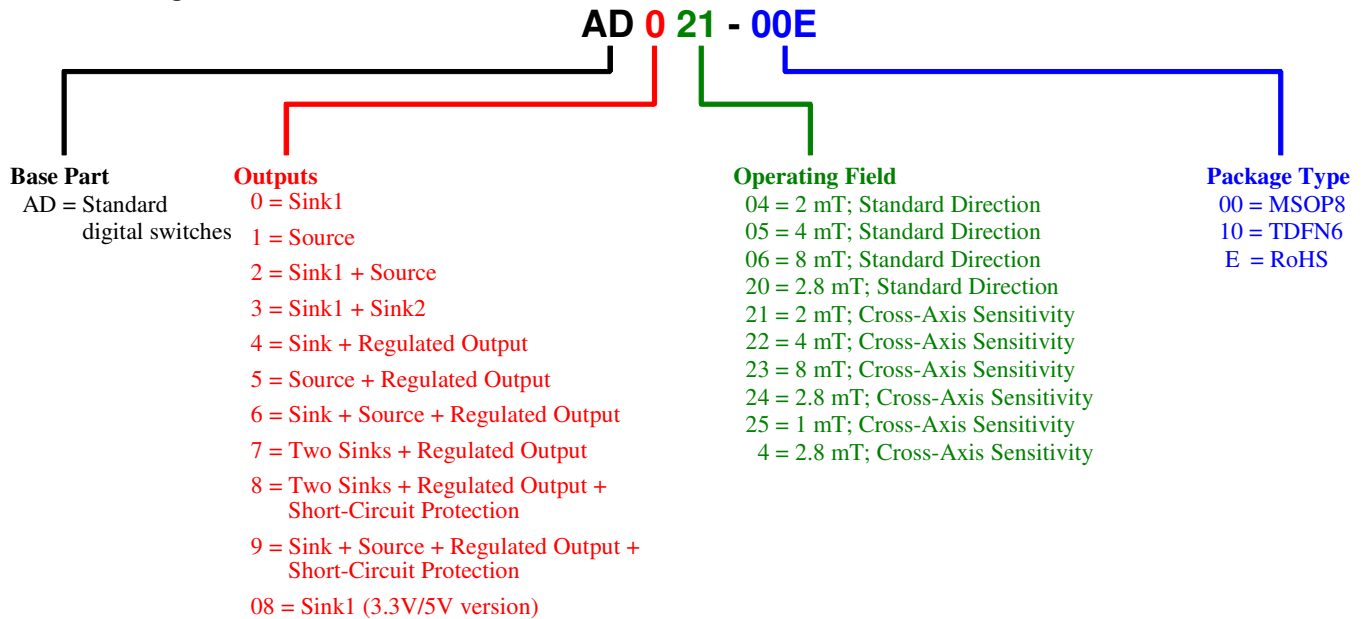 AD 0 21 - 00E
Base Part
AD = Standard
digital switches
Outputs
0 = Sink1
1 = Source
2 = Sink1 + Source
3 = Sink1 + Sink2
4 = Sink + Regulated Output
5 = Source + Regulated Output
6 = Sink + Source + Regulated Output
7 = Two Sinks + Regulated Output
8 = Two Sinks + Regulated Output +
Short-Circuit Protection
9 = Sink + Source + Regulated Output +
Short-Circuit Protection
08 = Sink1 (3.3V/5V version)
Operating Field
04 = 2 mT; Standard Direction
05 = 4 mT; Standard Direction
06 = 8 mT; Standard Direction
20 = 2.8 mT; Standard Direction
21 = 2 mT; Cross-Axis Sensitivity
22 = 4 mT; Cross-Axis Sensitivity
23 = 8 mT; Cross-Axis Sensitivity
24 = 2.8 mT; Cross-Axis Sensitivity
25 = 1 mT; Cross-Axis Sensitivity
4 = 2.8 mT; Cross-Axis Sensitivity
Package Type
00 = MSOP8
10 = TDFN6
E = RoHS